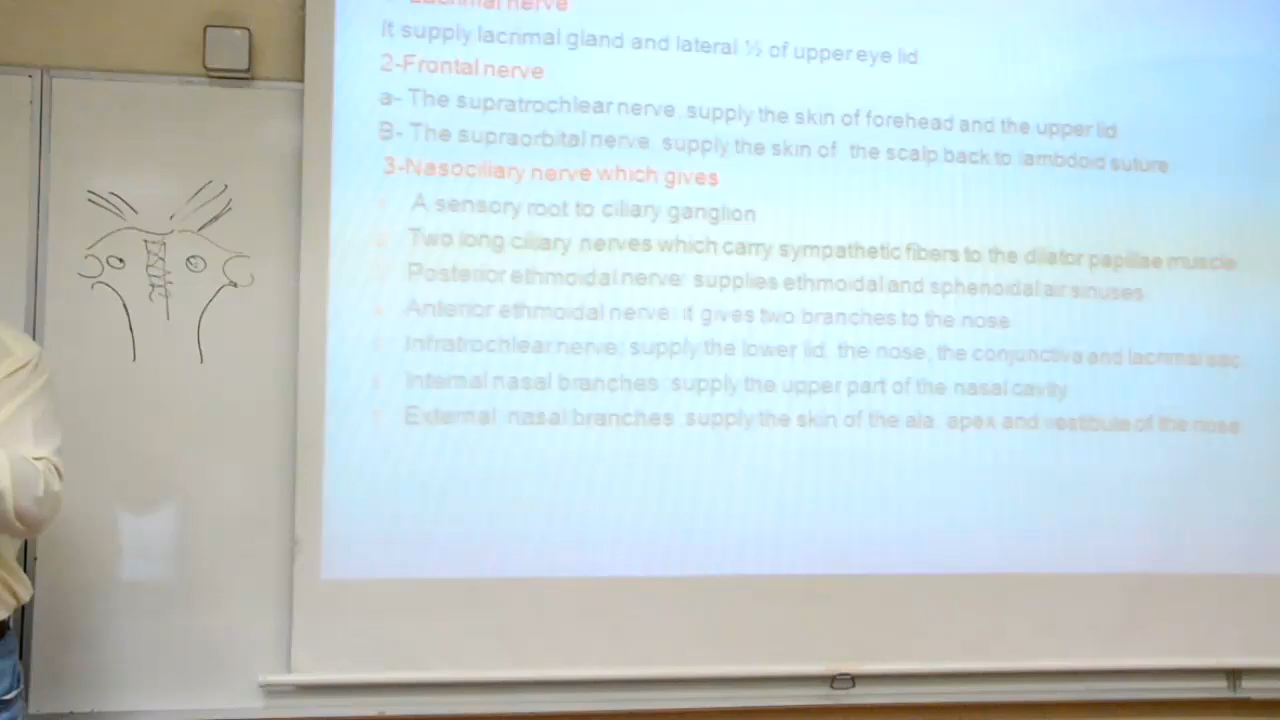 Lacrimal nerve
It supply lacrimal gland and lateral ½ of upper eye lid
2-Frontal nerve
a- The supratrochlear nerve: supply the skin of forehead and the upper lid
B- The supraorbital nerve: supply the skin of the scalp back to lambdoid suture
3-Nasociliary nerve which gives
A sensory root to ciliary ganglion
Two long ciliary nerves which carry sympathetic fibers to the dilator papillae muscle
Posterior ethmoidal nerve: supplies ethmoidal and sphenoidal air sinuses
Anterior ethmoidal nerve: it gives two branches to the nose
Infratrochlear nerve: supply the lower lid, the nose, the conjunctiva and lacrimal sac
Internal nasal branches: supply the upper part of the nasal cavity
External nasal branches: supply the skin of the ala, apex and vestibule of the nose